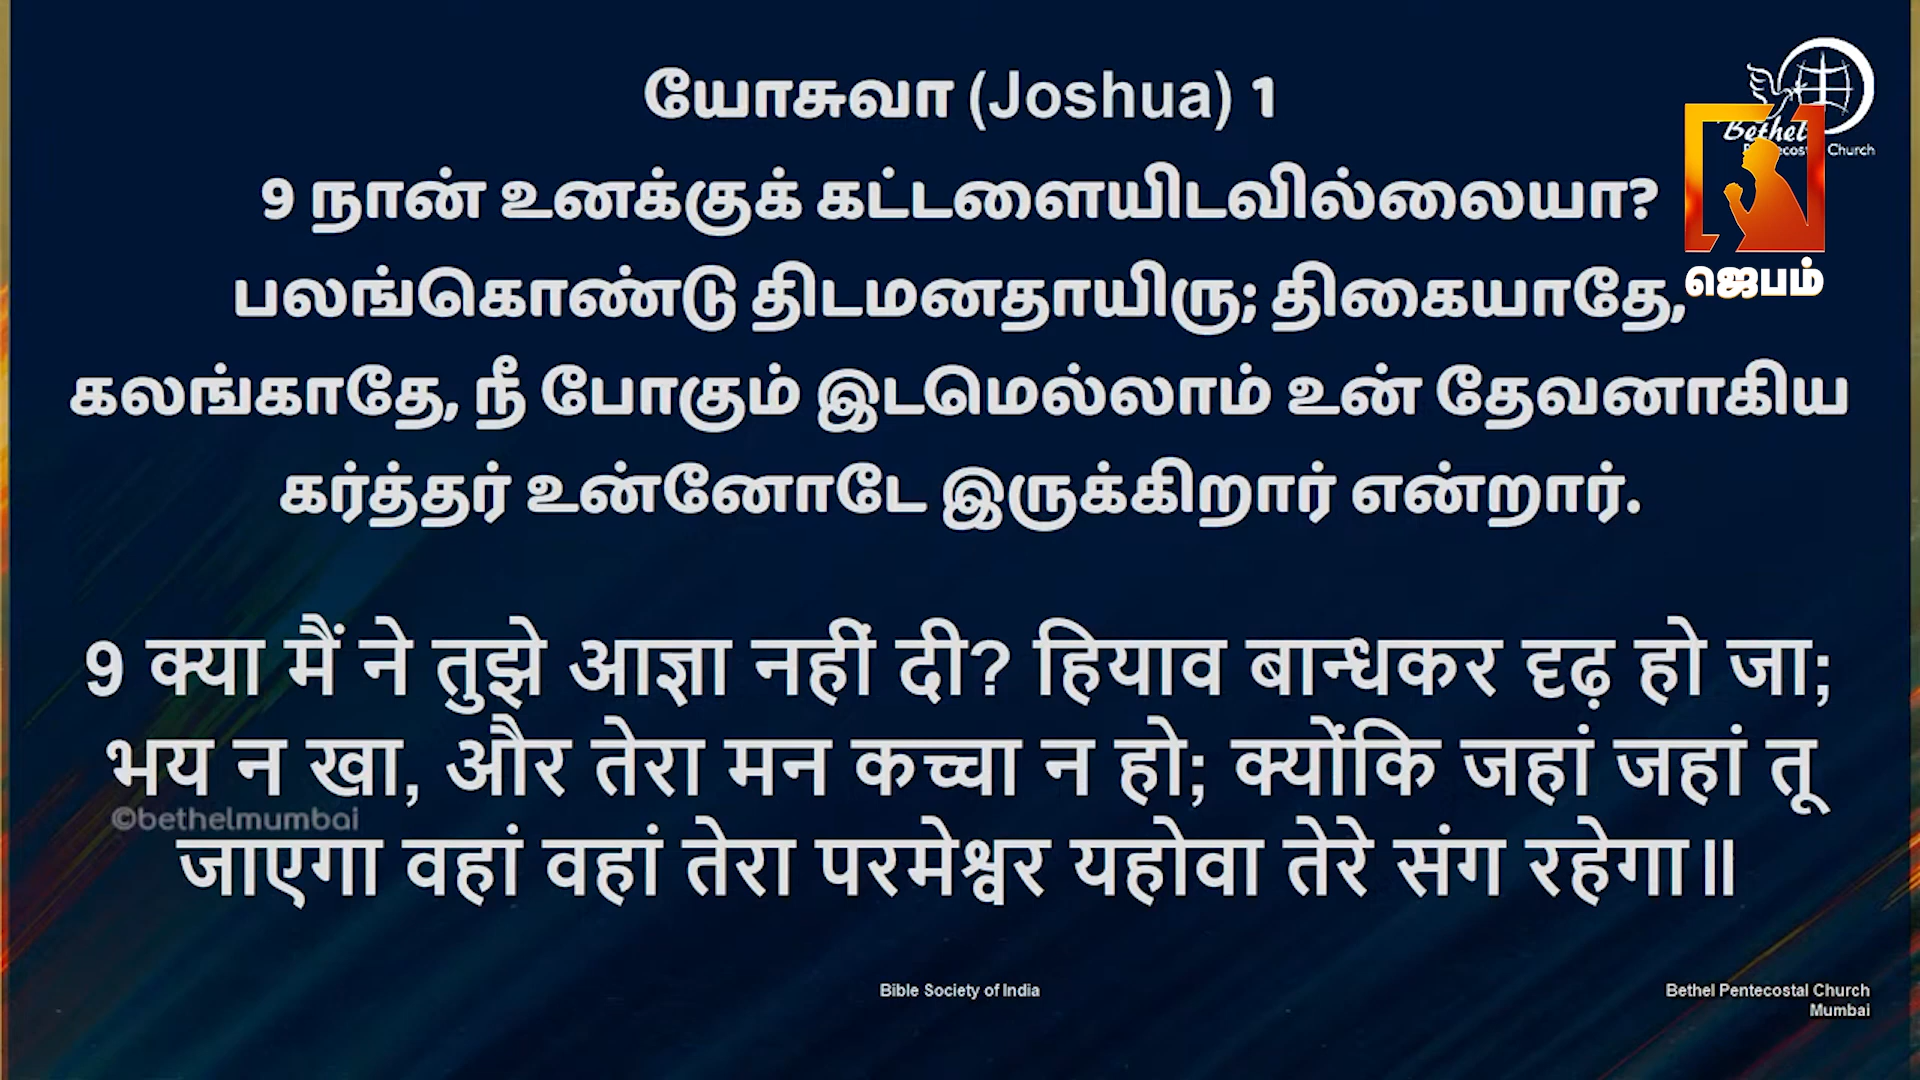 யோசுவா (Joshua) 1
9 நான் உனக்குக் கட்டளையிடவில்லையா?
பலங்கொண்டு திடமனதாயிரு; திகையாதே,
கலங்காதே, நீ போகும் இடமெல்லாம் உன் தேவனாகிய
கர்த்தர் உன்னோடே இருக்கிறார் என்றார்.
Bethel
Church
ஜெபம்
9 क्या मैं ने तुझे आज्ञा नहीं दी? हियाव बान्धकर दृढ़ हो जा;
भय न खा, और तेरा मन कच्चा न हो; क्योंकि जहां जहां तू
©bethelmumbai
जाएगा वहां वहां तेरा परमेश्वर यहोवा तेरे संग रहेगा॥
Bible Society of India
Bethel Pentecostal Church
Mumbai